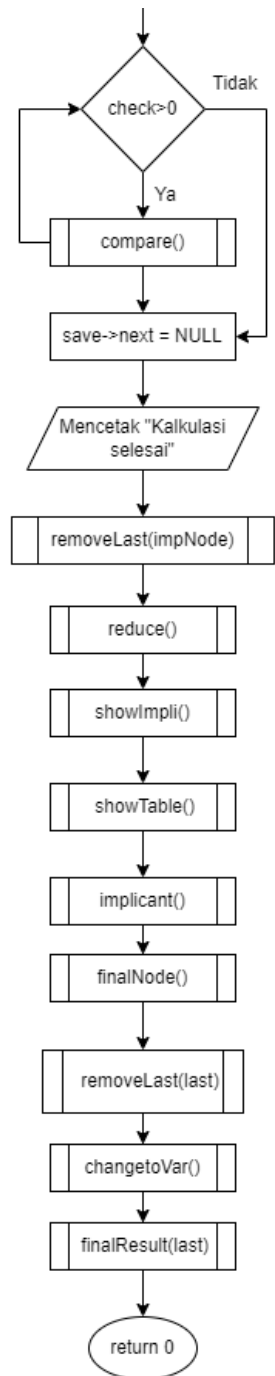 Tidak
check>0
Ya
compare()
save->next = NULL
Mencetak "Kalkulasi
selesai"
removeLast(impNode)
reduce()
showImpli()
showTable()
implicant()
finalNode()
removeLast(last)
changetoVar()
finalResult(last)
return 0